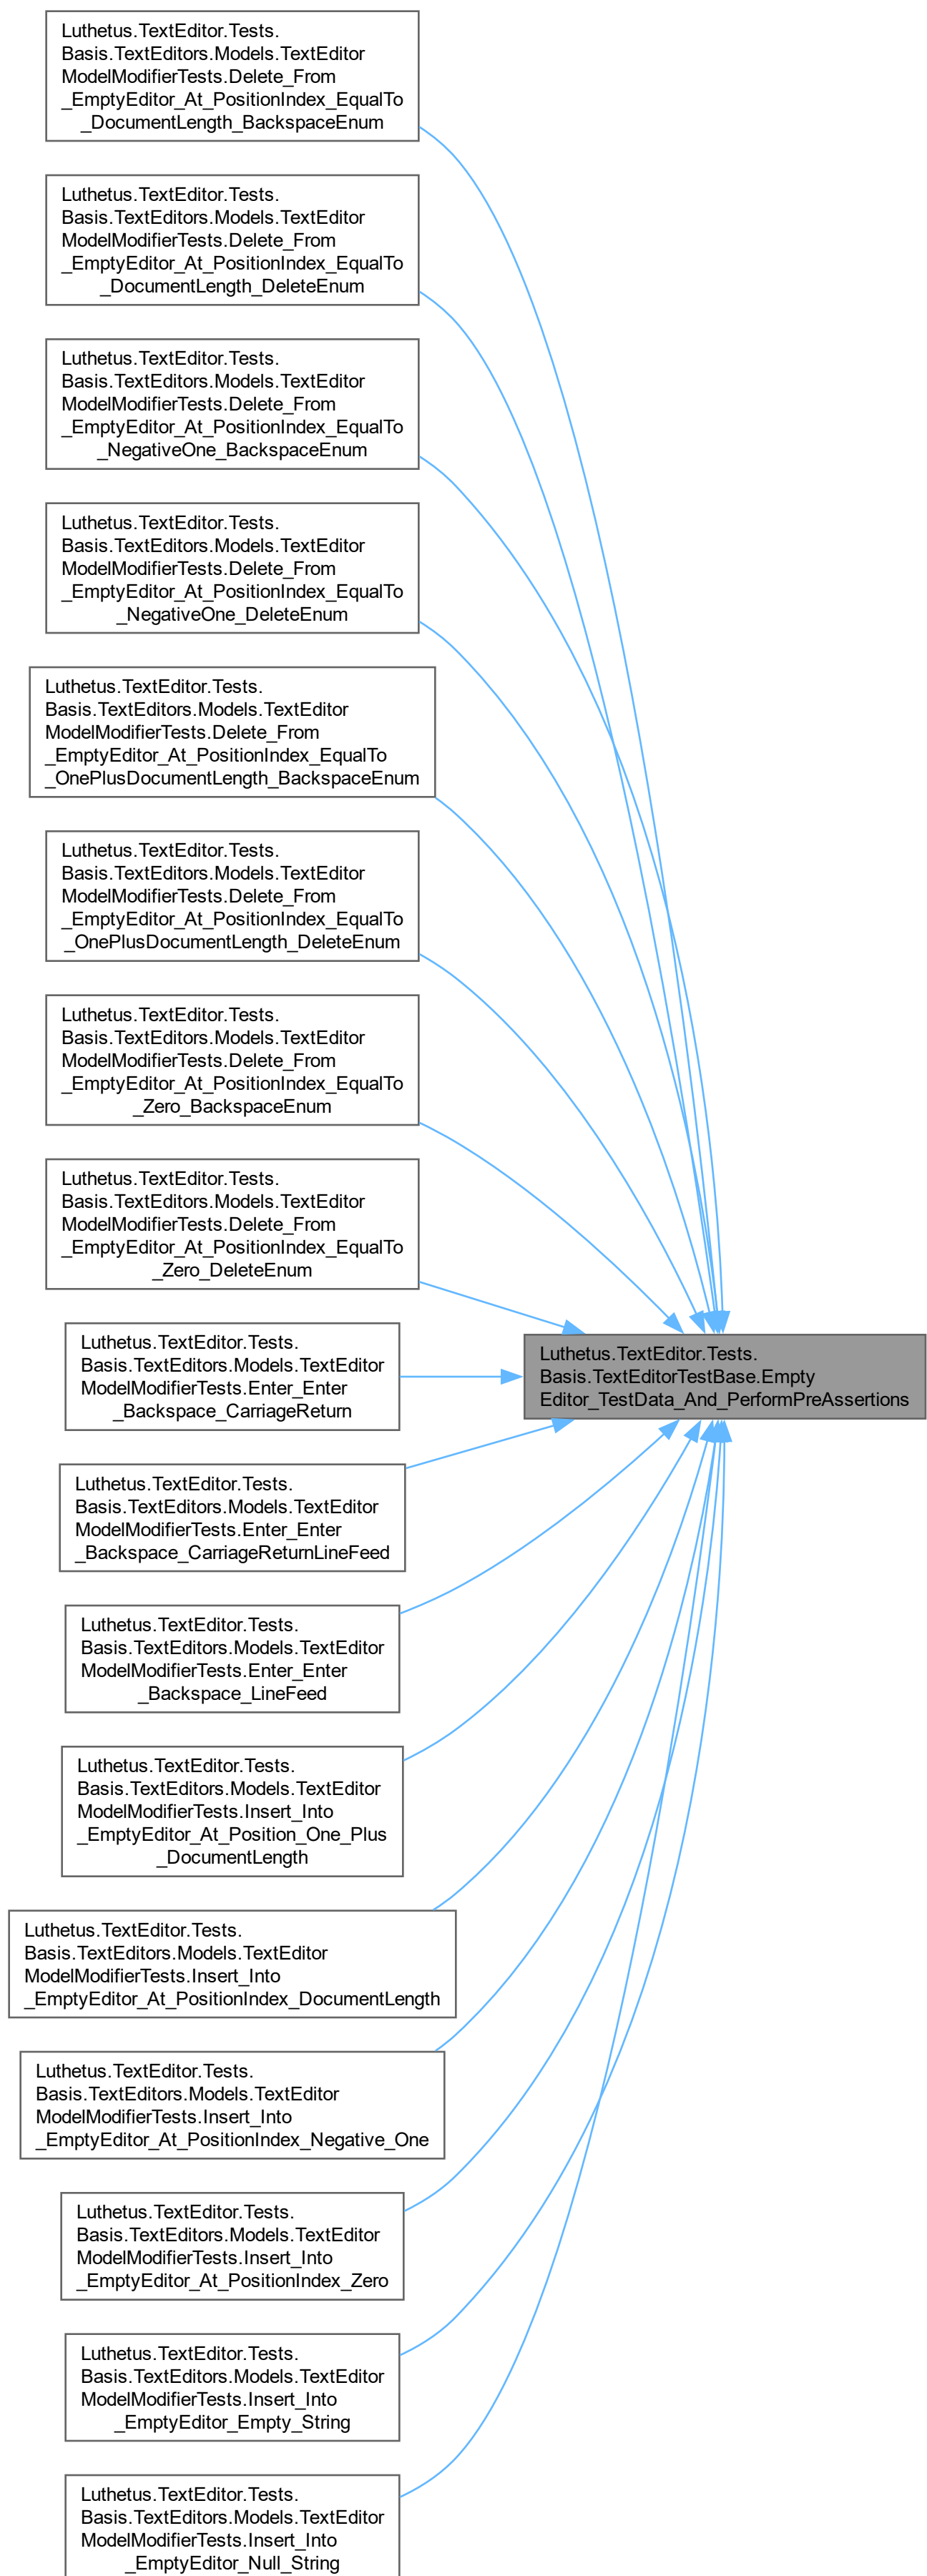 Luthetus.TextEditor.Tests.
Basis.TextEditors.Models.TextEditor
ModelModifierTests.Delete_From
_EmptyEditor_At_PositionIndex_EqualTo
_DocumentLength_BackspaceEnum
Luthetus.TextEditor.Tests.
Basis.TextEditors.Models.TextEditor
ModelModifierTests.Delete_From
_EmptyEditor_At_PositionIndex_EqualTo
_DocumentLength_DeleteEnum
Luthetus.TextEditor.Tests.
Basis.TextEditors.Models.TextEditor
ModelModifierTests.Delete_From
_EmptyEditor_At_PositionIndex_EqualTo
_NegativeOne_BackspaceEnum
Luthetus.TextEditor.Tests.
Basis.TextEditors.Models.TextEditor
ModelModifierTests.Delete_From
_EmptyEditor_At_PositionIndex_EqualTo
_NegativeOne_DeleteEnum
Luthetus.TextEditor.Tests.
Basis.TextEditors.Models.TextEditor
ModelModifierTests.Delete_From
_EmptyEditor_At_PositionIndex_EqualTo
_OnePlusDocumentLength_BackspaceEnum
Luthetus.TextEditor.Tests.
Basis.TextEditors.Models.TextEditor
ModelModifierTests.Delete_From
_EmptyEditor_At_PositionIndex_EqualTo
_OnePlusDocumentLength_DeleteEnum
Luthetus.TextEditor.Tests.
Basis.TextEditors.Models.TextEditor
ModelModifierTests.Delete_From
_EmptyEditor_At_PositionIndex_EqualTo
_Zero_BackspaceEnum
Luthetus.TextEditor.Tests.
Basis.TextEditors.Models.TextEditor
ModelModifierTests.Delete_From
_EmptyEditor_At_PositionIndex_EqualTo
_Zero_DeleteEnum
Luthetus.TextEditor.Tests.
Basis.TextEditors.Models.TextEditor
ModelModifierTests.Enter_Enter
_Backspace_CarriageReturn
Luthetus.TextEditor.Tests.
Basis.TextEditorTestBase.Empty
Editor_TestData_And_PerformPreAssertions
Luthetus.TextEditor.Tests.
Basis.TextEditors.Models.TextEditor
ModelModifierTests.Enter_Enter
_Backspace_CarriageReturnLineFeed
Luthetus.TextEditor.Tests.
Basis.TextEditors.Models.TextEditor
ModelModifierTests.Enter_Enter
_Backspace_LineFeed
Luthetus.TextEditor.Tests.
Basis.TextEditors.Models.TextEditor
ModelModifierTests.Insert_Into
_EmptyEditor_At_Position_One_Plus
_DocumentLength
Luthetus.TextEditor.Tests.
Basis.TextEditors.Models.TextEditor
ModelModifierTests.Insert_Into
_EmptyEditor_At_PositionIndex_DocumentLength
Luthetus.TextEditor.Tests.
Basis.TextEditors.Models.TextEditor
ModelModifierTests.Insert_Into
_EmptyEditor_At_PositionIndex_Negative_One
Luthetus.TextEditor.Tests.
Basis.TextEditors.Models.TextEditor
ModelModifierTests.Insert_Into
_EmptyEditor_At_PositionIndex_Zero
Luthetus.TextEditor.Tests.
Basis.TextEditors.Models.TextEditor
ModelModifierTests.Insert_Into
_EmptyEditor_Empty_String
Luthetus.TextEditor.Tests.
Basis.TextEditors.Models.TextEditor
ModelModifierTests.Insert_Into
_EmptyEditor_Null_String